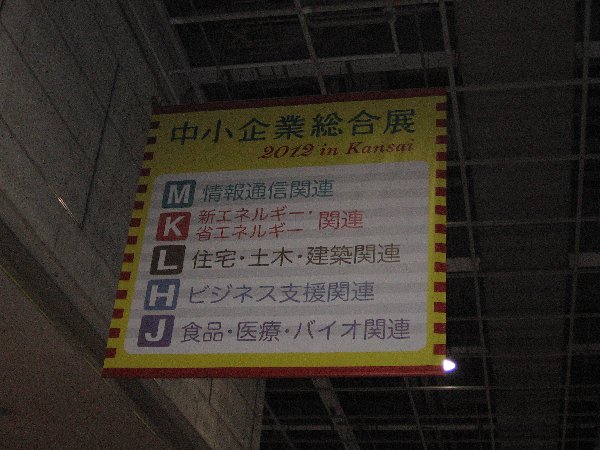 中小企業総合展
2012 in Kansai
M 情報通信関連
K 新エネルギー・省エネルギー 関連
L 住宅・土木・建築関連
H ビジネス支援関連
J 食品・医療・バイオ関連